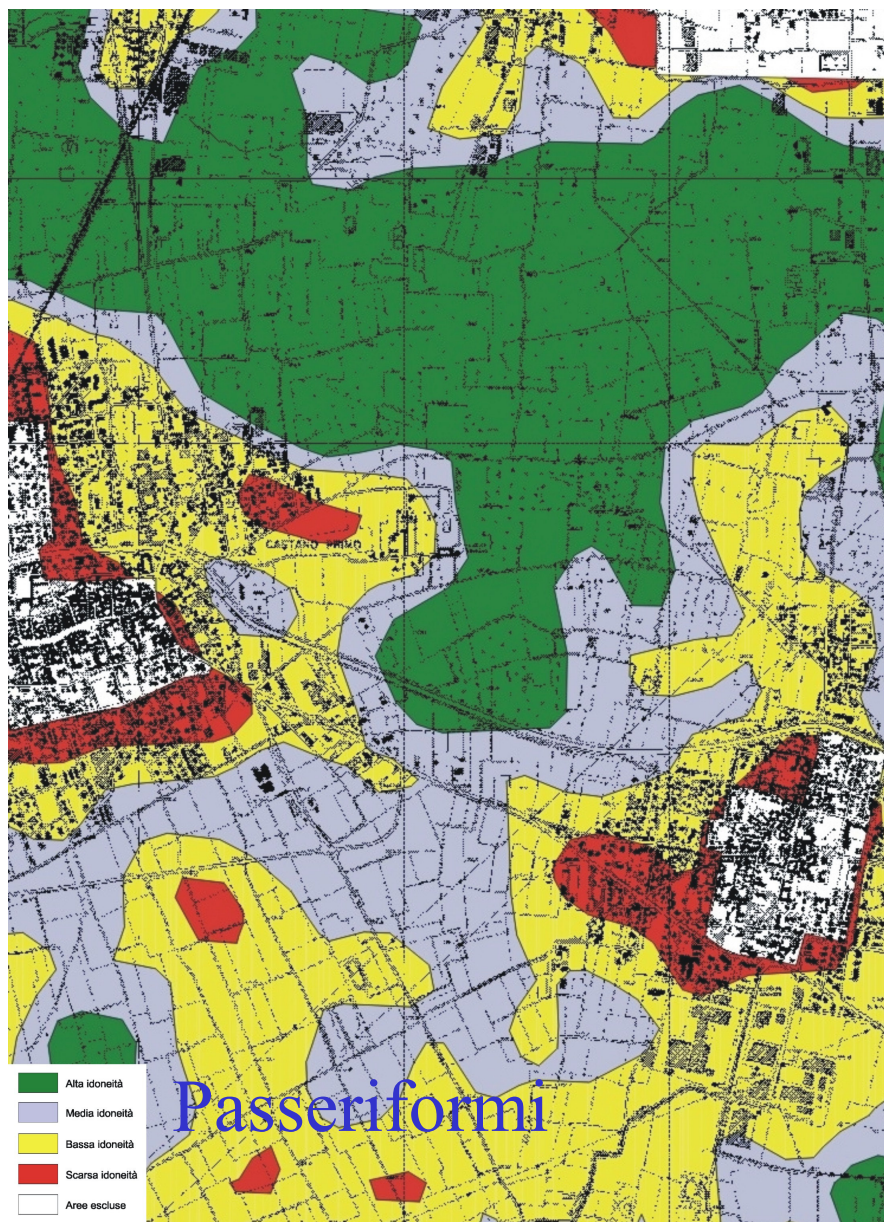 CASTANO PRIMO
Alta idoneità
Media idoneità
Bassa idoneità
Scarsa idoneità
Aree escluse
Passeriformi